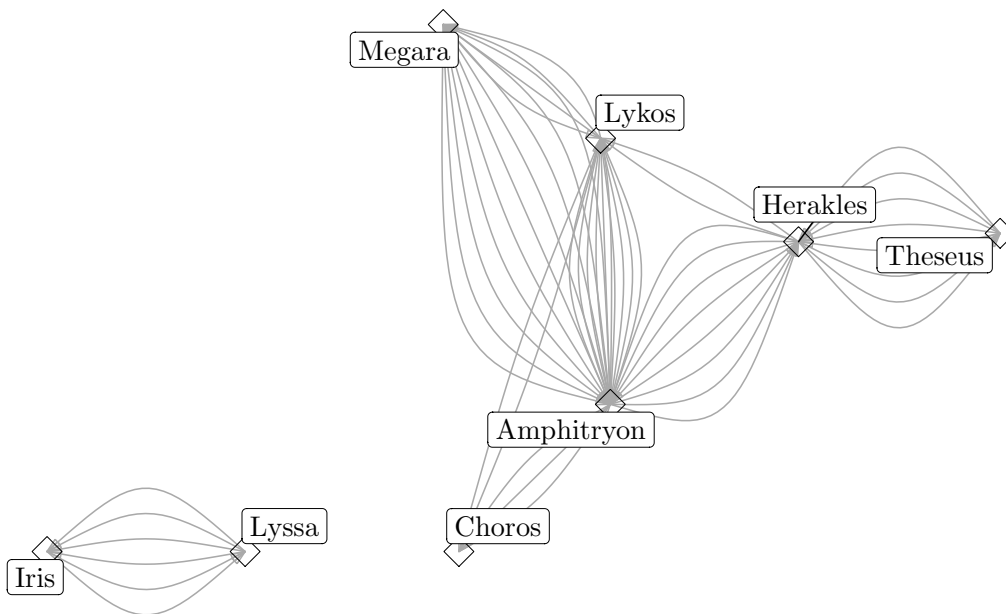 Megara
Lykos
Herakles
Theseus
Amphitryon
Choros
Lyssa
Iris